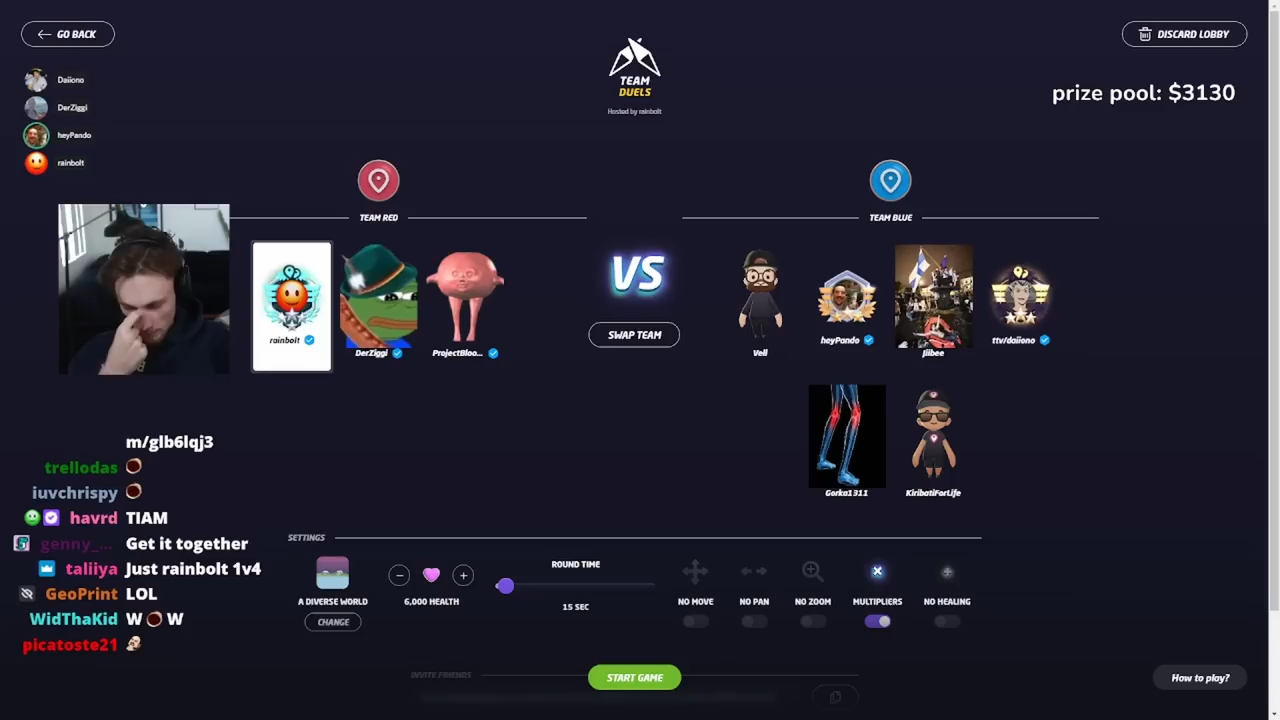 GO BACK
DISCARD LOBBY
TEAM
DUELS
Hosted by rainbolt
prize pool: $3130
Daiiono
DerZiggi
heyPando
rainbolt
TEAM RED
TEAM BLUE
VS
SWAP TEAM
rainbolt
DerZiggi
ProjectBloo...
Vell
heyPando
Jiibee
ttv/daiiono
Gorka1311
KiribatiForLife
m/glb6lqj3
trellodas
iuvchrispy
havrd TIAM
genny_... Get it together
taliiya Just rainbolt 1v4
GeoPrint LOL
WidThaKid W W
picatoste21
SETTINGS
A DIVERSE WORLD
CHANGE
6,000 HEALTH
ROUND TIME
15 SEC
NO MOVE
NO PAN
NO ZOOM
MULTIPLIERS
NO HEALING
INVITE FRIENDS
START GAME
How to play?